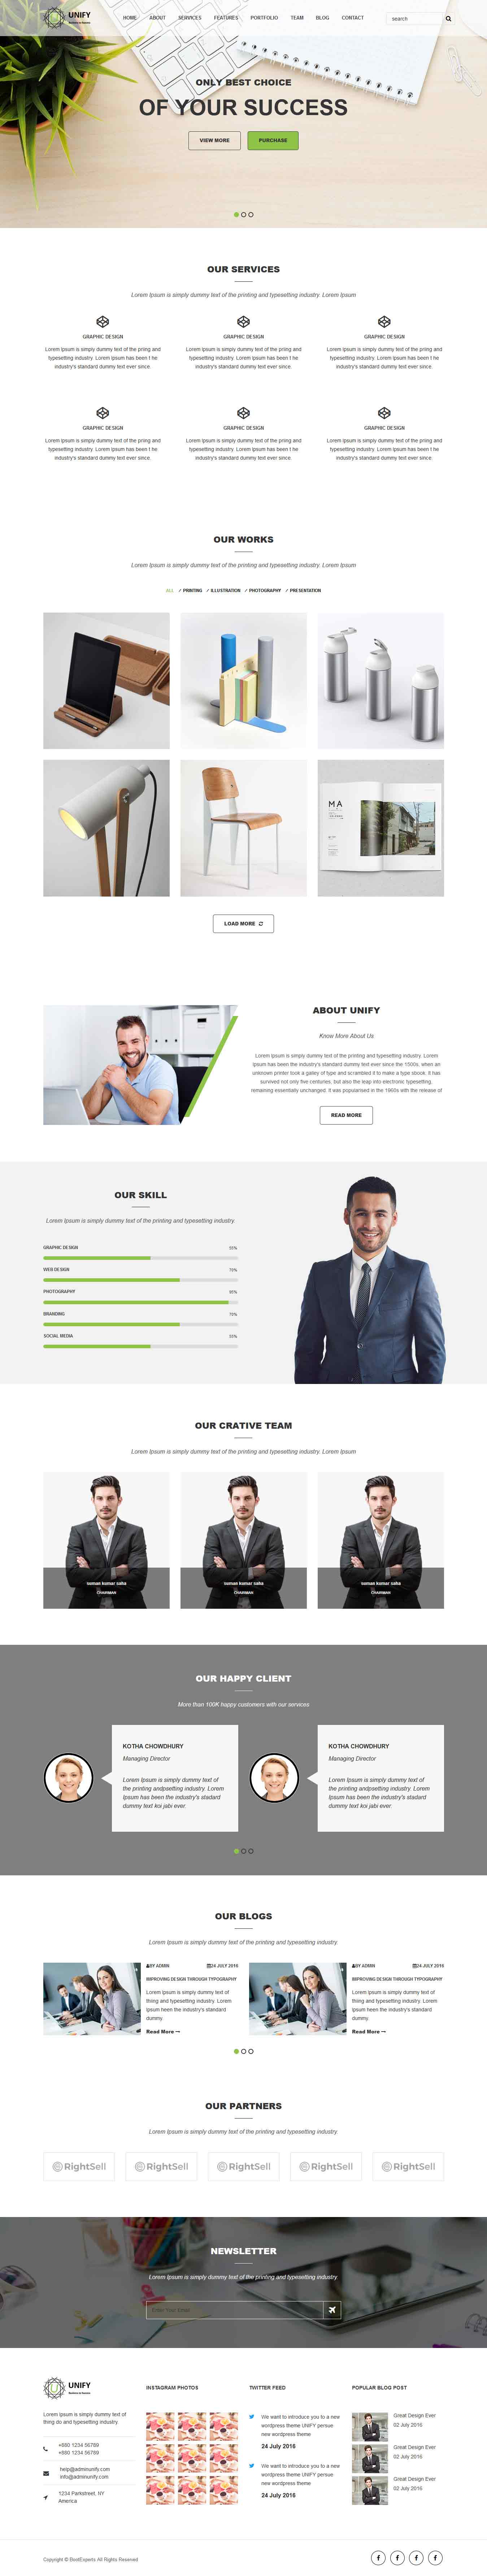 UNIFY
Business to Success
HOME ABOUT SERVICES FEATURES PORTFOLIO TEAM BLOG CONTACT
search
ONLY BEST CHOICE
OF YOUR SUCCESS
VIEW MORE PURCHASE
OUR SERVICES
Lorem Ipsum is simply dummy text of the printing and typesetting industry. Lorem Ipsum
GRAPHIC DESIGN GRAPHIC DESIGN GRAPHIC DESIGN
Lorem Ipsum is simply dummy text of the pring and Lorem Ipsum is simply dummy text of the pring and Lorem Ipsum is simply dummy text of the pring and
typesetting industry. Lorem Ipsum has been t he typesetting industry. Lorem Ipsum has been t he typesetting industry. Lorem Ipsum has been t he
industry's standard dummy text ever since. industry's standard dummy text ever since. industry's standard dummy text ever since.
GRAPHIC DESIGN GRAPHIC DESIGN GRAPHIC DESIGN
Lorem Ipsum is simply dummy text of the pring and Lorem Ipsum is simply dummy text of the pring and Lorem Ipsum is simply dummy text of the pring and
typesetting industry. Lorem Ipsum has been t he typesetting industry. Lorem Ipsum has been t he typesetting industry. Lorem Ipsum has been t he
industry's standard dummy text ever since. industry's standard dummy text ever since. industry's standard dummy text ever since.
OUR WORKS
Lorem Ipsum is simply dummy text of the printing and typesetting industry. Lorem Ipsum
ALL / PRINTING / ILLUSTRATION / PHOTOGRAPHY / PRESENTATION
MA
LOAD MORE
ABOUT UNIFY
Know More About Us
Lorem Ipsum is simply dummy text of the printing and typesetting industry. Lorem
Ipsum has been the industry's standard dummy text ever since the 1500s, when an
unknown printer took a galley of type and scrambled it to make a type sbook. It has
survived not only five centuries, but also the leap into electronic typesetting,
remaining essentially unchanged. It was popularised in the 1960s with the release of
READ MORE
OUR SKILL
Lorem Ipsum is simply dummy text of the printing and typeasetting industry.
GRAPHIC DESIGN 55%
WEB DESIGN 70%
PHOTOGRAPHY 90%
BRANDING 70%
SOCIAL MEDIA 55%
OUR CRATIVE TEAM
Lorem Ipsum is simply dummy text of the printing and typesetting industry. Lorem Ipsum
suman kumar saha suman kumar saha suman kumar saha
CHAIRMAN CHAIRMAN CHAIRMAN
OUR HAPPY CLIENT
More than 100K happy customers with our services
KOTHA CHOWDHURY KOTHA CHOWDHURY
Managing Director Managing Director
Lorem Ipsum is simply dummy text of Lorem Ipsum is simply dummy text of
the printing andpsetting industry. Lorem the printing andpsetting industry. Lorem
Ipsum has been the industry's stadard Ipsum has been the industry's stadard
dummy text koi jabi ever. dummy text koi jabi ever.
OUR BLOGS
Lorem Ipsum is simply dummy text of the printing and typesetting industry.
BY ADMIN 24 JULY 2016 BY ADMIN 24 JULY 2016
IMPROVING DESIGN THROUGH TYPOGRAPHY IMPROVING DESIGN THROUGH TYPOGRAPHY
Lorem Ipsum is simply dummy text of Lorem Ipsum is simply dummy text of
thing and typesetting industry. Lorem thing and typesetting industry. Lorem
Ipsum heen the industry's standard Ipsum heen the industry's standard
dummy. dummy.
Read More Read More
OUR PARTNERS
Lorem Ipsum is simply dummy text of the printing and typesetting industry.
RightSell RightSell RightSell RightSell RightSell
NEWSLETTER
Lorem Ipsum is simply dummy text of the printing and typesetting industry.
Enter Your Email
UNIFY
Business to Success
INSTAGRAM PHOTOS TWITTER FEED POPULAR BLOG POST
Lorem Ipsum is simply dummy text of
thing do and typesetting industry.
+880 1234 56789
+880 1234 56789
help@adminunify.com
info@adminunify.com
1234 Parkstreet, NY
America
We want to introduce you to a new
wordpress theme UNIFY persue
new wordpress theme
24 July 2016
We want to introduce you to a new
wordpress theme UNIFY persue
new wordpress theme
24 July 2016
Great Design Ever
02 July 2016
Great Design Ever
02 July 2016
Great Design Ever
02 July 2016
Copyright © BootExperts All Rights Reserved